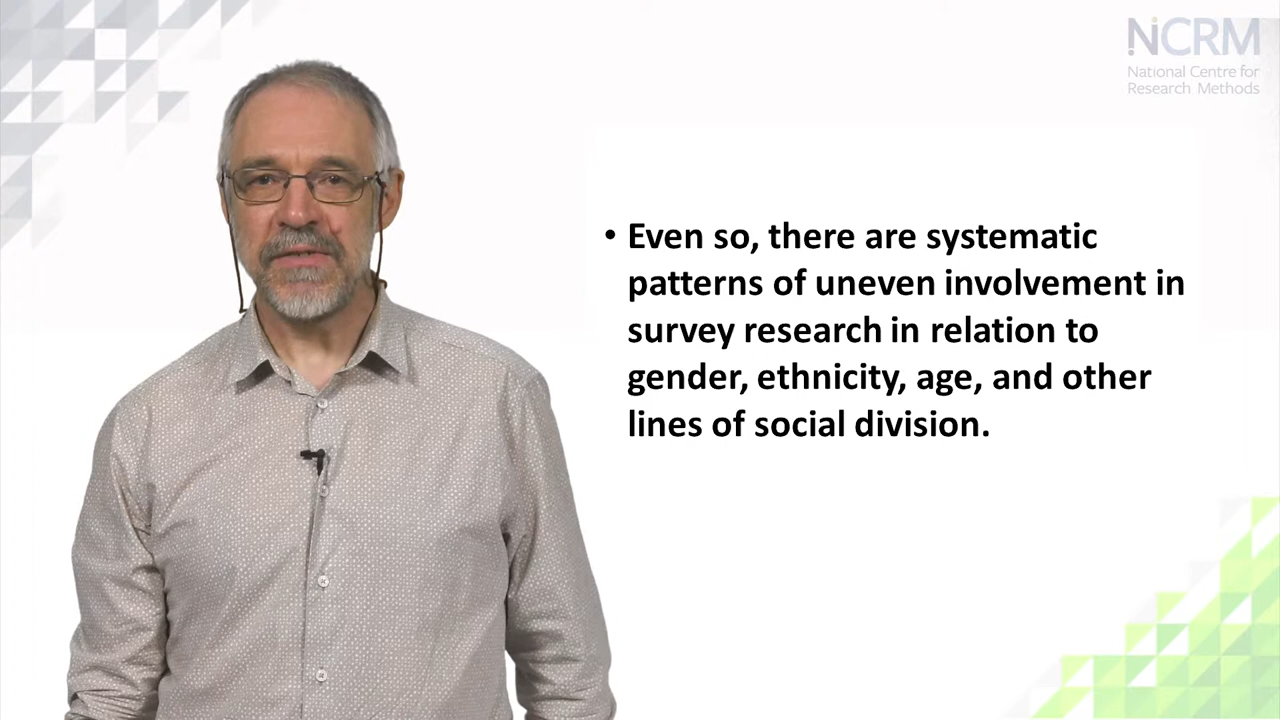 NCRM
National Centre for
Research Methods
• Even so, there are systematic
patterns of uneven involvement in
survey research in relation to
gender, ethnicity, age, and other
lines of social division.